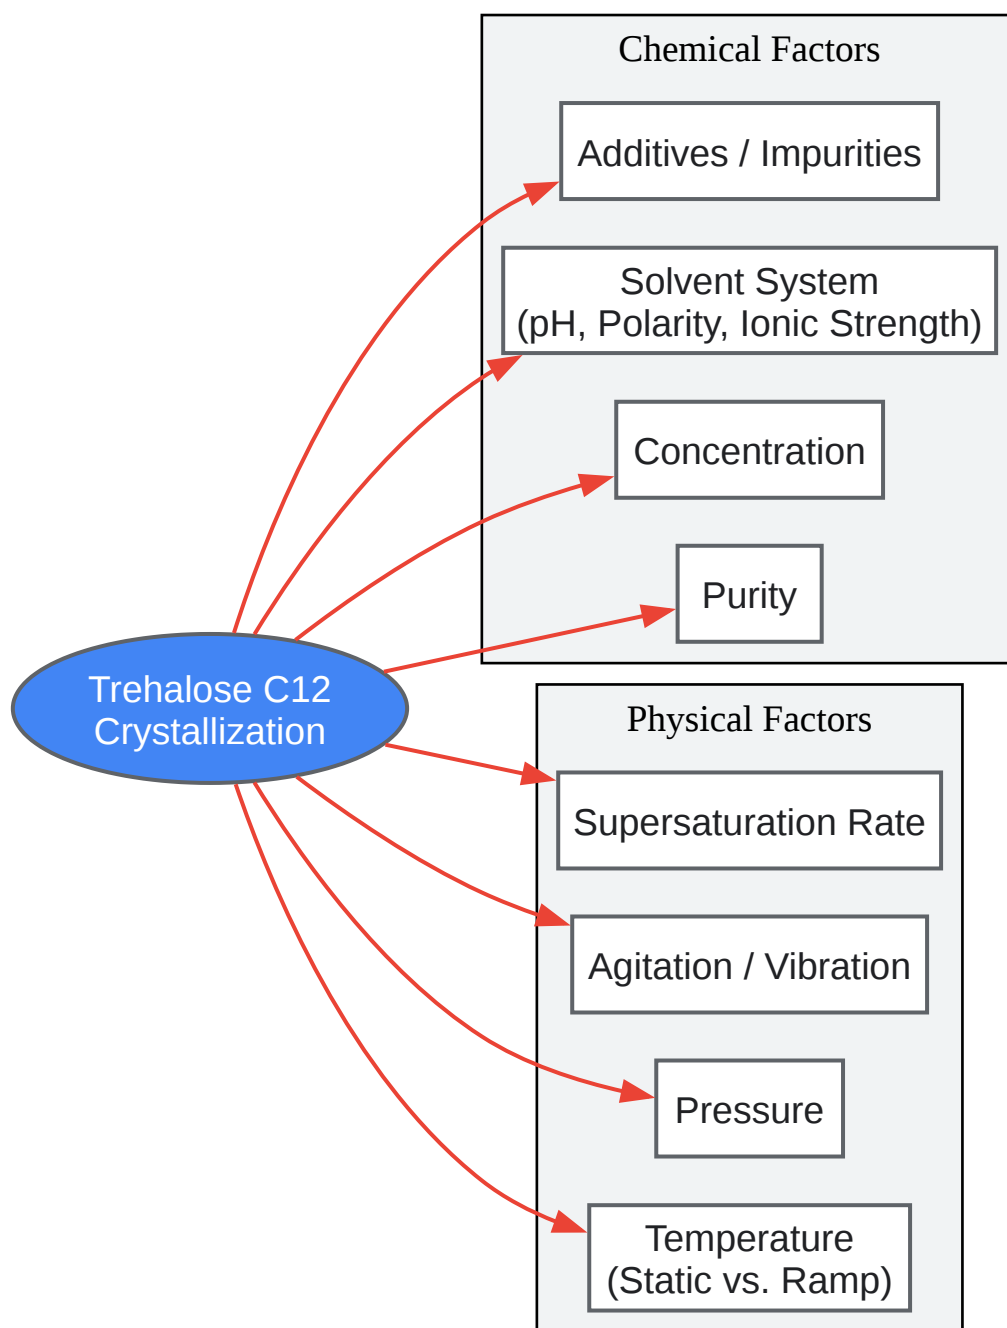 Chemical Factors
Additives / Impurities
Solvent System
(pH, Polarity, Ionic Strength)
Concentration
Purity
Trehalose C12
Crystallization
Physical Factors
Supersaturation Rate
Agitation / Vibration
Pressure
Temperature
(Static vs. Ramp)